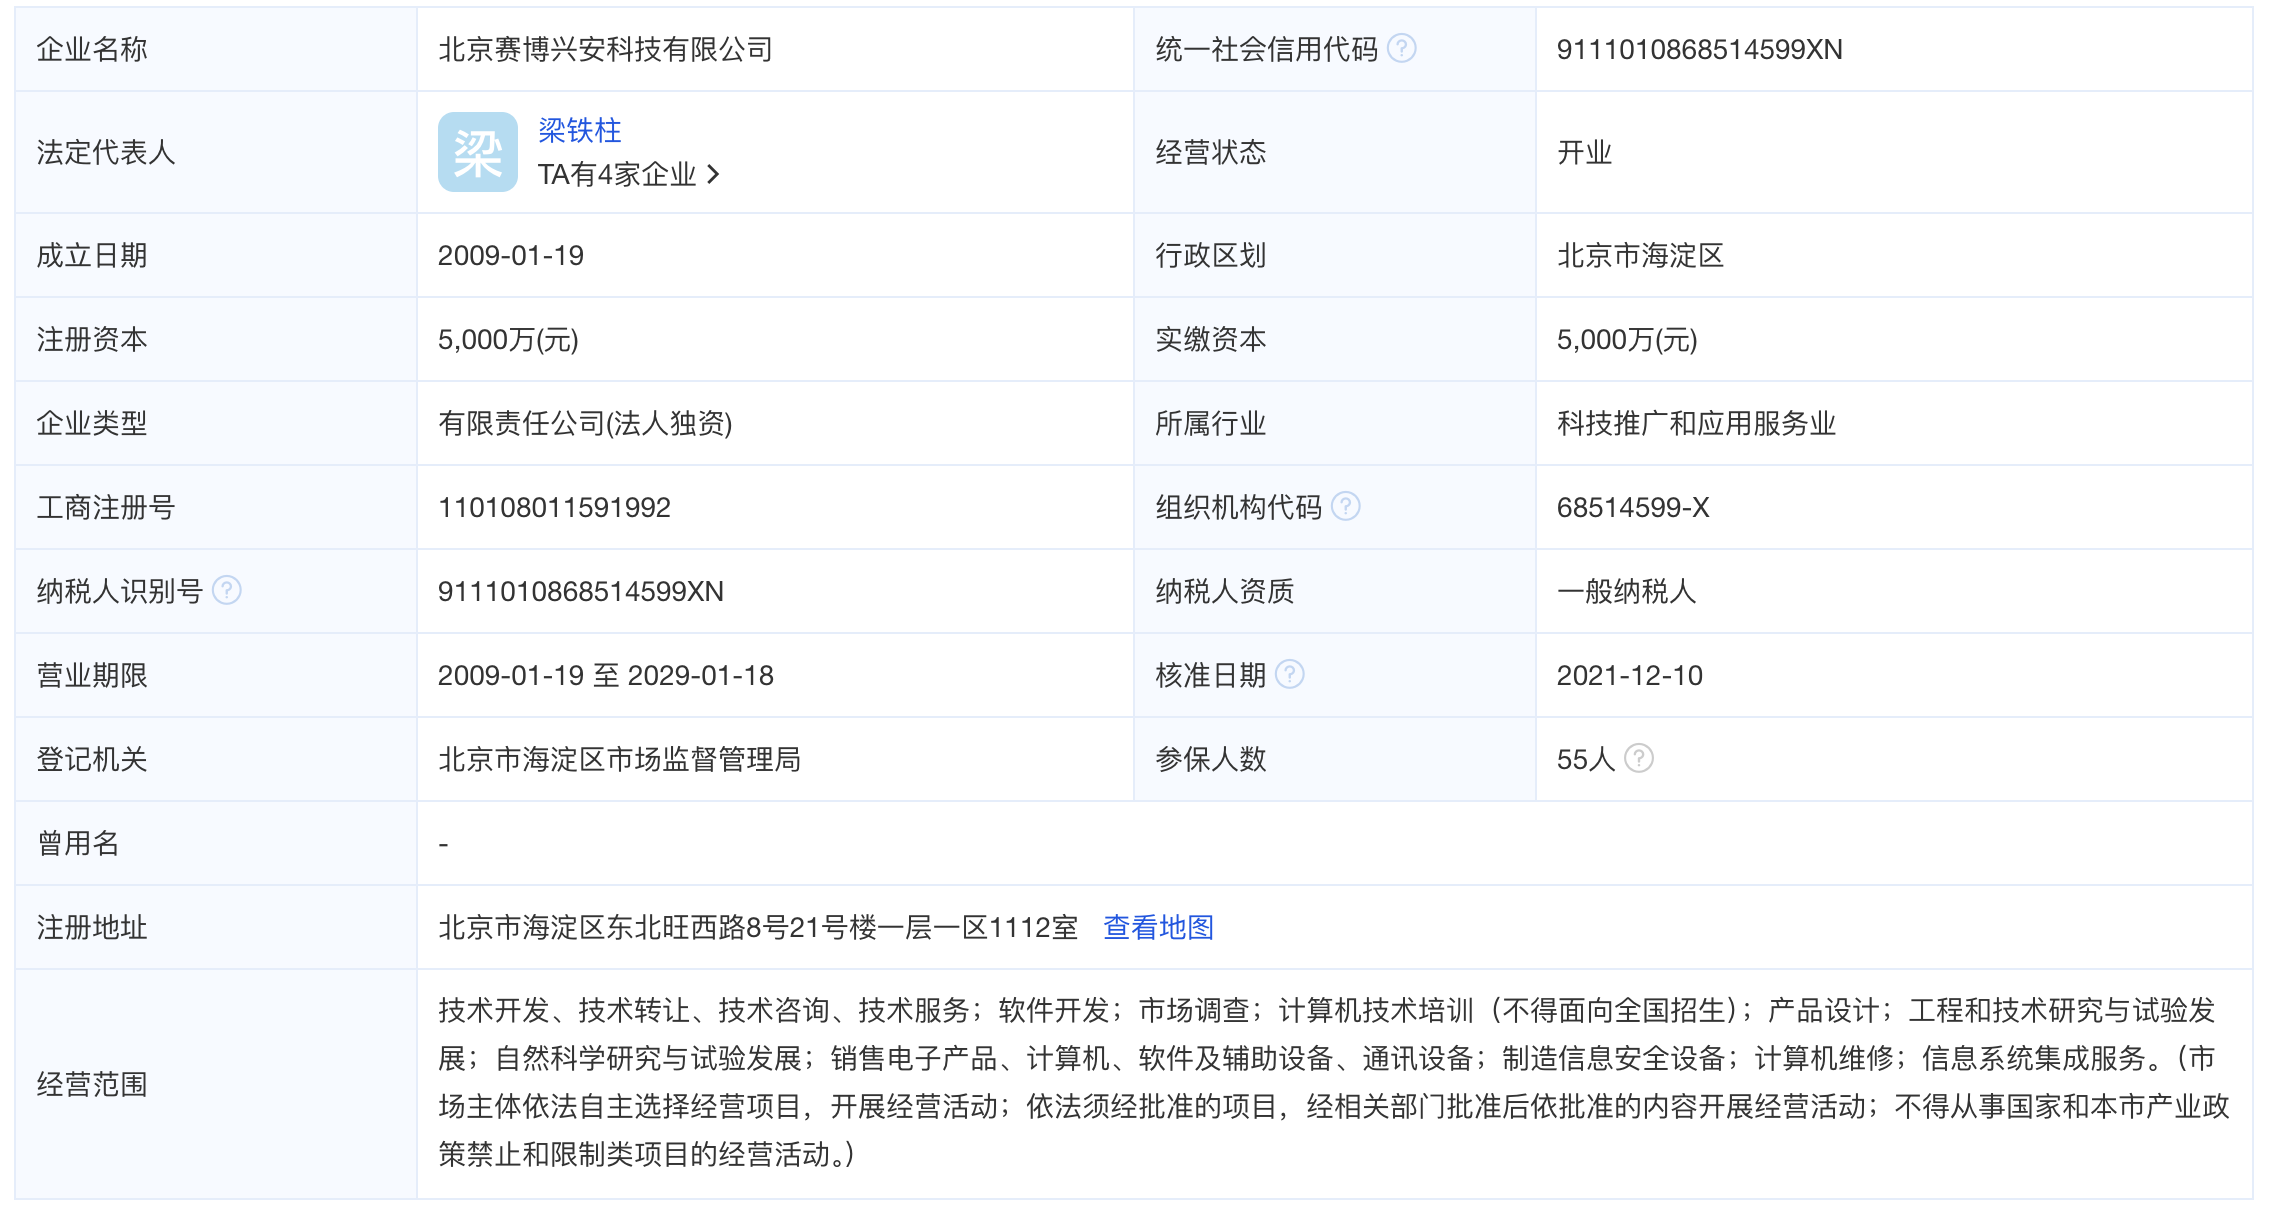 企业名称 北京赛博兴安科技有限公司 统一社会信用代码 ? 9111010868514599XN
法定代表人 梁 梁铁柱 TA有4家企业 > 经营状态 开业
成立日期 2009-01-19 行政区划 北京市海淀区
注册资本 5,000万(元) 实缴资本 5,000万(元)
企业类型 有限责任公司(法人独资) 所属行业 科技推广和应用服务业
工商注册号 110108011591992 组织机构代码 ? 68514599-X
纳税人识别号 ? 9111010868514599XN 纳税人资质 一般纳税人
营业期限 2009-01-19 至 2029-01-18 核准日期 ? 2021-12-10
登记机关 北京市海淀区市场监督管理局 参保人数 55人 ?
曾用名 -
注册地址 北京市海淀区东北旺西路8号21号楼一层一区1112室 查看地图
经营范围
技术开发、技术转让、技术咨询、技术服务；软件开发；市场调查；计算机技术培训（不得面向全国招生）；产品设计；工程和技术研究与试验发
展；自然科学研究与试验发展；销售电子产品、计算机、软件及辅助设备、通讯设备；制造信息安全设备；计算机维修；信息系统集成服务。（市
场主体依法自主选择经营项目，开展经营活动；依法须经批准的项目，经相关部门批准后依批准的内容开展经营活动；不得从事国家和本市产业政
策禁止和限制类项目的经营活动。）